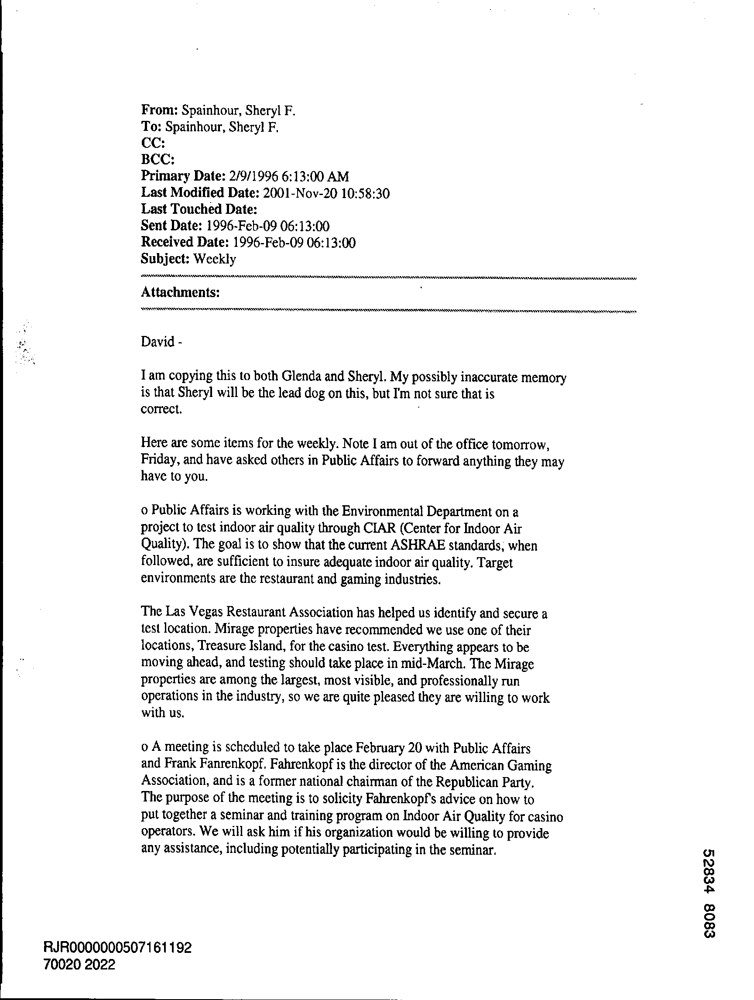 From: Spainhour, Sheryl F.
To: Spainhour, Sheryl F.
CC:
BCC:
Primary Date: 2/9/1996 6:13:00 AM
Last Modified Date: 2001-Nov-20 10:58:30
Last Touched Date:
Sent Date: 1996-Feb-09 06:13:00
Received Date: 1996-Feb-09 06:13:00
Subject: Weekly
Attachments:
David -
I am copying this to both Glenda and Sheryl. My possibly inaccurate memory
is that Sheryl will be the lead dog on this, but I'm not sure that is
correct.
Here are some items for the weekly. Note I am out of the office tomorrow,
Friday, and have asked others in Public Affairs to forward anything they may
have to you.
o Public Affairs is working with the Environmental Department on a
project to test indoor air quality through CIAR (Center for Indoor Air
Quality). The goal is to show that the current ASHRAE standards, when
followed, are sufficient to insure adequate indoor air quality. Target
environments are the restaurant and gaming industries.
The Las Vegas Restaurant Association has helped us identify and secure a
test location. Mirage properties have recommended we use one of their
locations, Treasure Island, for the casino test. Everything appears to be
moving ahead, and testing should take place in mid-March. The Mirage
properties are among the largest, most visible, and professionally run
operations in the industry, so we are quite pleased they are willing to work
with us.
o A meeting is scheduled to take place February 20 with Public Affairs
and Frank Fanrenkopf. Fahrenkopf is the director of the American Gaming
Association, and is a former national chairman of the Republican Party.
The purpose of the meeting is to solicity Fahrenkopf's advice on how to
put together a seminar and training program on Indoor Air Quality for casino
operators. We will ask him if his organization would be willing to provide
any assistance, including potentially participating in the seminar.
52834 8083
RJR0000000507161192
70020 2022